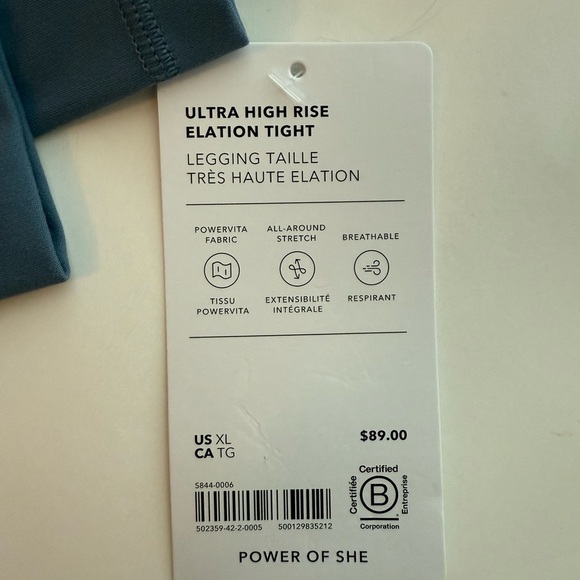 ULTRA HIGH RISE
ELATION TIGHT
LEGGING TAILLE
TRÈS HAUTE ELATION
POWERVITA
FABRIC
ALL-AROUND
STRETCH
BREATHABLE
TISSU
POWERVITA
EXTENSIBILITÉ
INTÉGRALE
RESPIRANT
US XL
CA TG
$89.00
S844-0006
502359-42-2-0005 500129835212
Certified
Certifiée
B
Entreprise
Corporation
POWER OF SHE